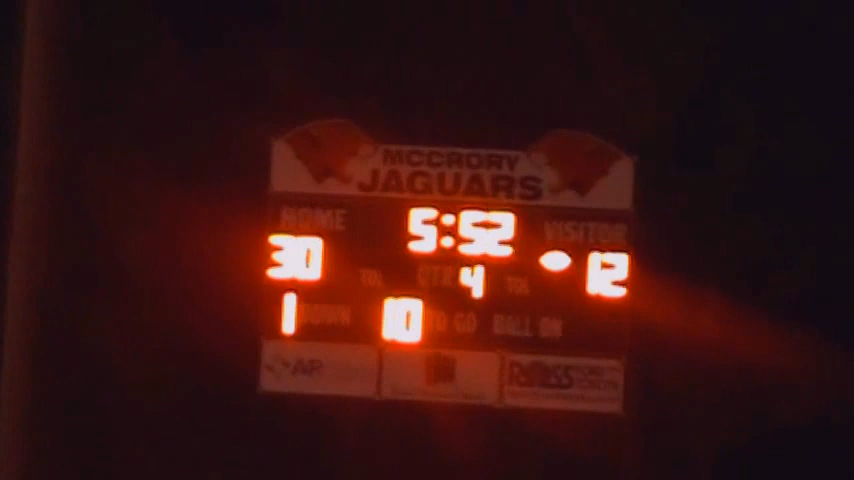 MCCRORY
JAGUARS
HOME 5:52 VISITOR
30 TOL QTR 4 TOL 12
1 DOWN 10 TO GO BALL ON
ROSS